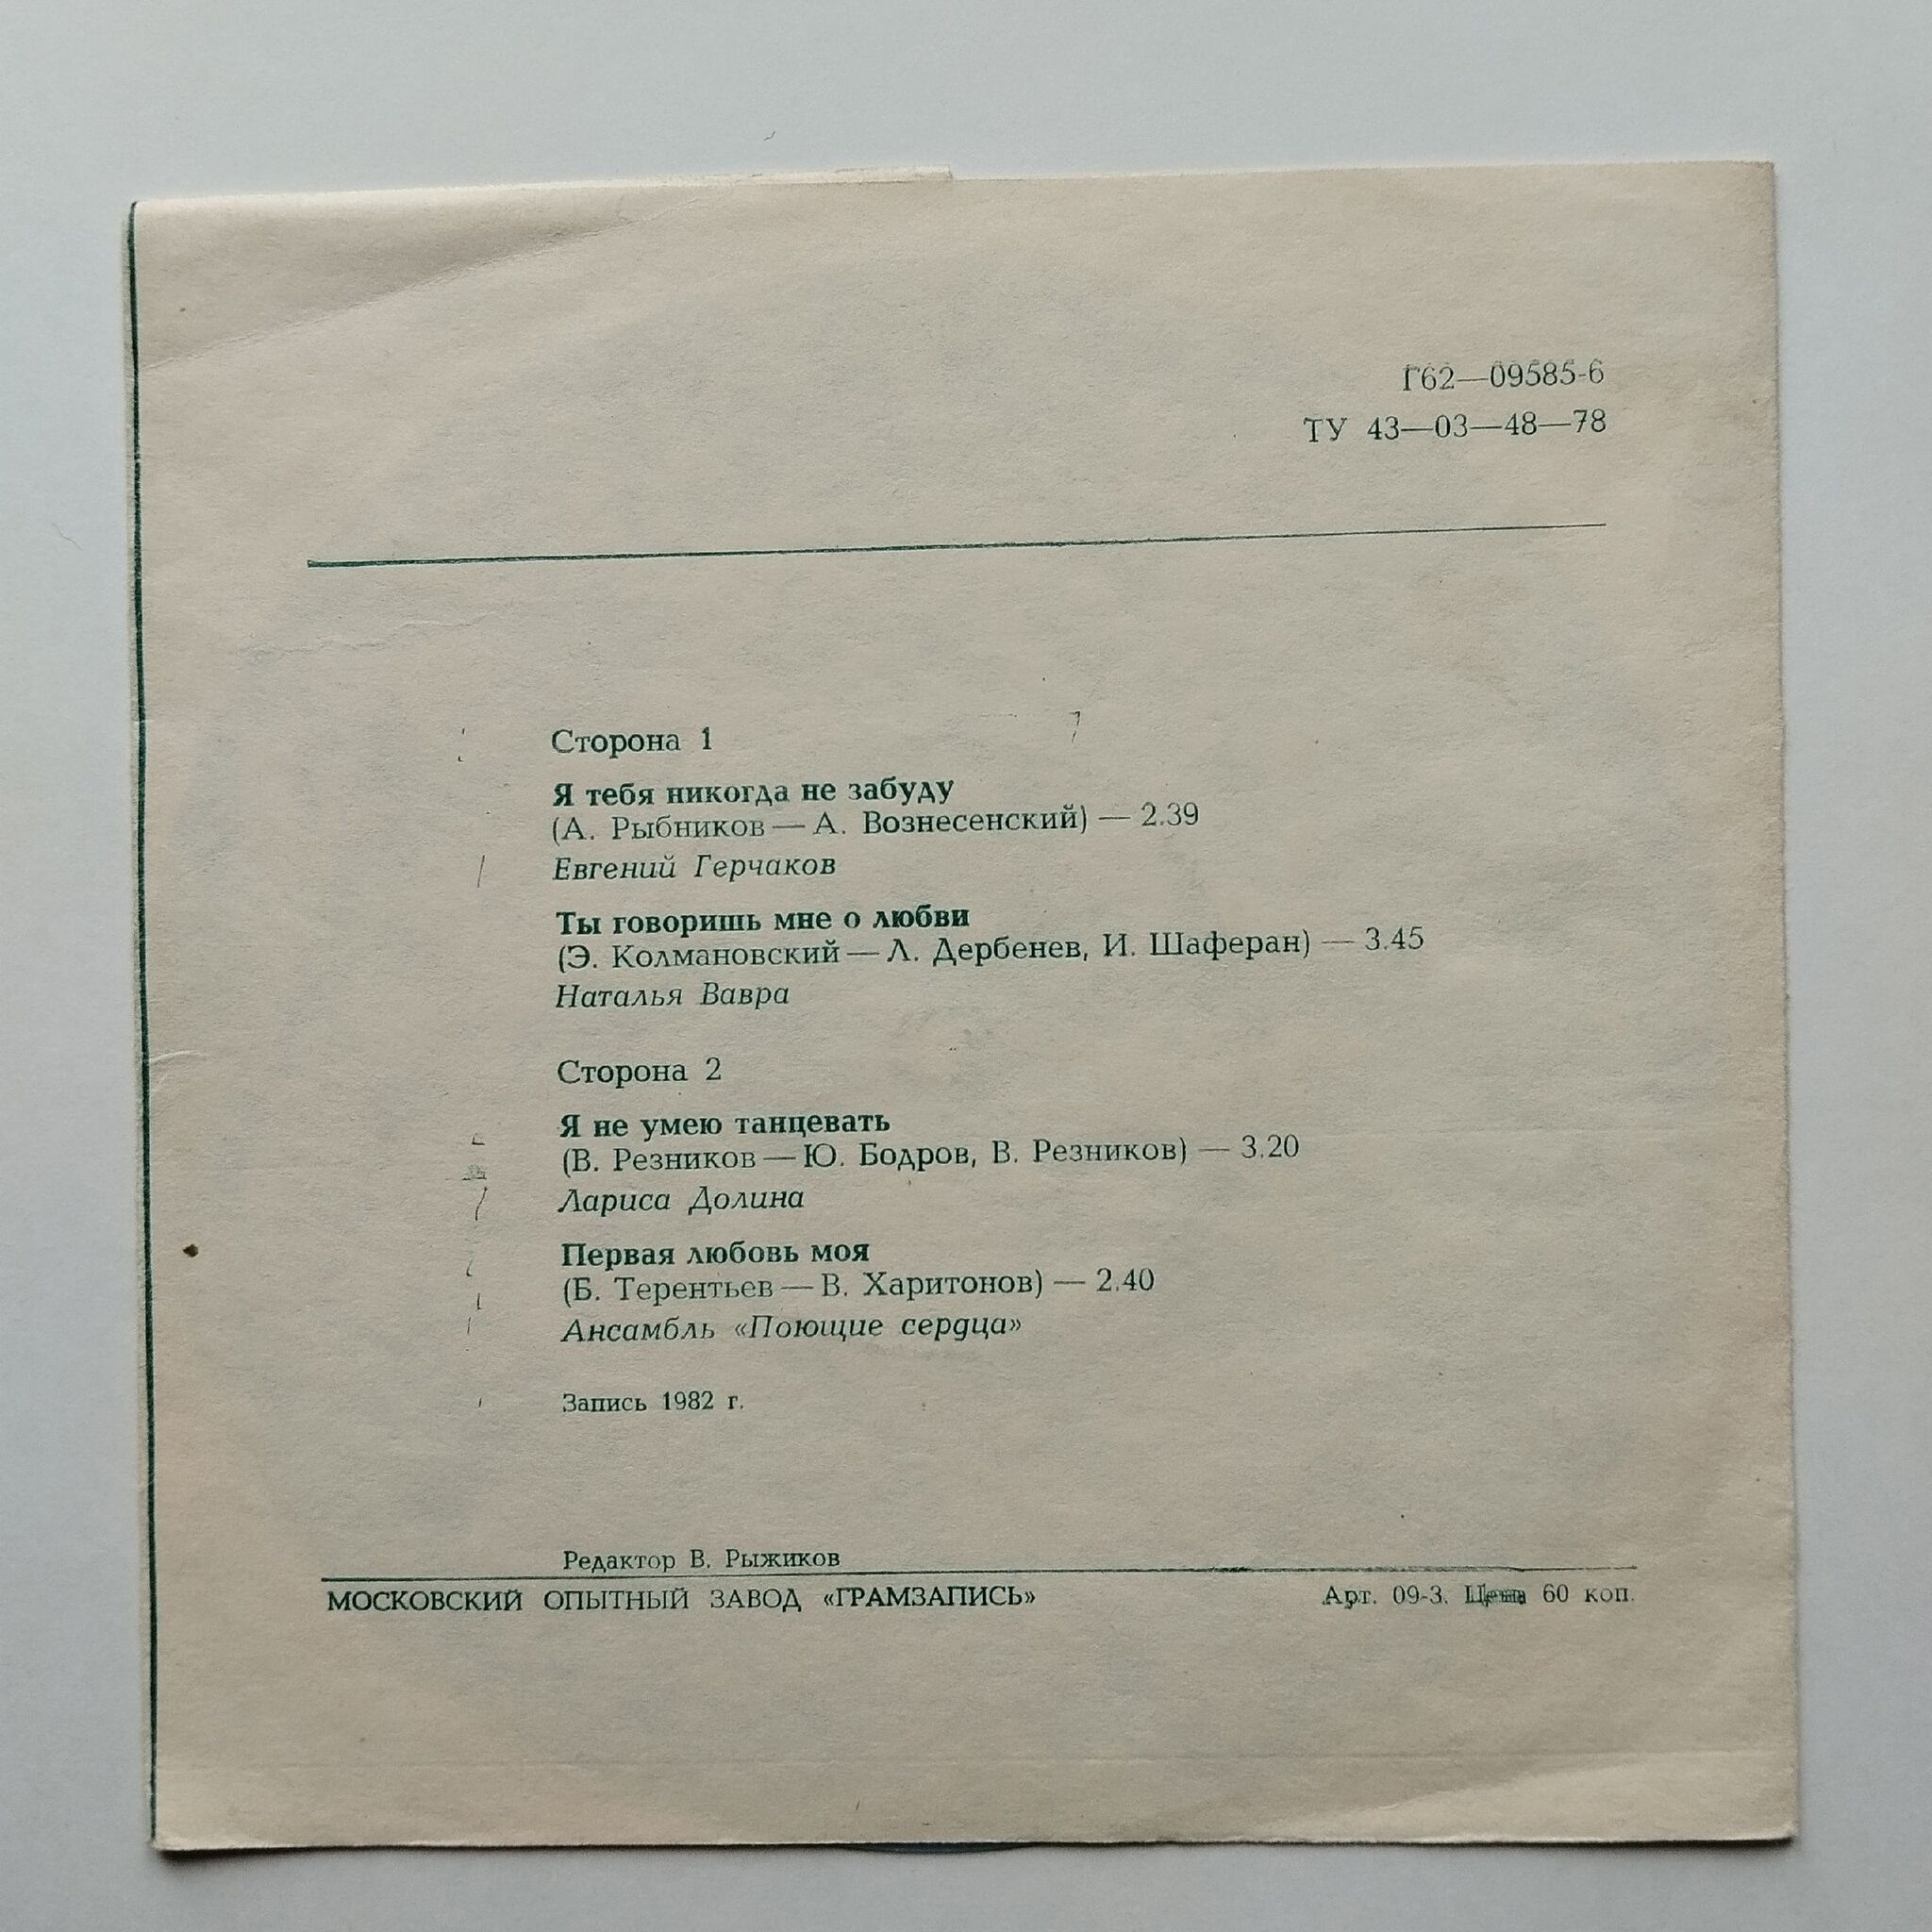 Г62—09585-6
ТУ 43—03—48—78
Сторона 1
Я тебя никогда не забуду
(А. Рыбников — А. Вознесенский) — 2.39
Евгений Герчаков
Ты говоришь мне о любви
(Э. Колмановский — Л. Дербенев, И. Шаферан) — 3.45
Наталья Вавра
Сторона 2
Я не умею танцевать
(В. Резников — Ю. Бодров, В. Резников) — 3.20
Лариса Долина
Первая любовь моя
(Б. Терентьев — В. Харитонов) — 2.40
Ансамбль «Поющие сердца»
Запись 1982 г.
Редактор В. Рыжиков
МОСКОВСКИЙ ОПЫТНЫЙ ЗАВОД «ГРАМЗАПИСЬ» Арт. 09-3. Цена 60 коп.